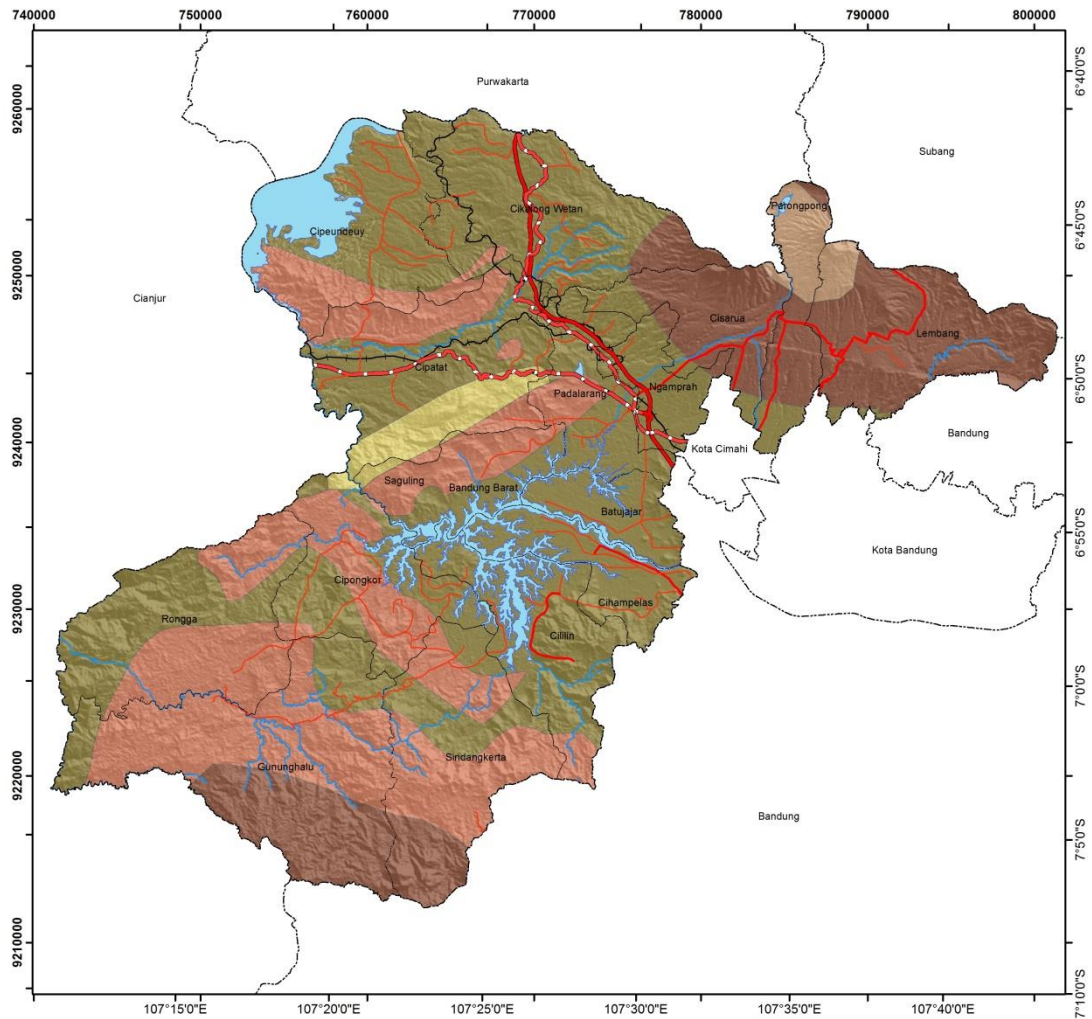 740000
750000
760000
770000
780000
790000
800000
6°40'0"S
Purwakarta
9260000
Subang
Parongpong
Cikalong Wetan
6°45'0"S
Cipeundeuy
9250000
Cianjur
Cisarua
Lembang
Cipatat
Ngamprah
6°50'0"S
Padalarang
Bandung
9240000
Kota Cimahi
Saguling
Bandung Barat
Batujajar
6°55'0"S
Kota Bandung
Cipongkor
Cihampelas
9230000
Rongga
Cililin
7°0'0"S
Sindangkerta
Gununghalu
9220000
Bandung
7°5'0"S
9210000
7°10'0"S
107°15'0"E
107°20'0"E
107°25'0"E
107°30'0"E
107°35'0"E
107°40'0"E